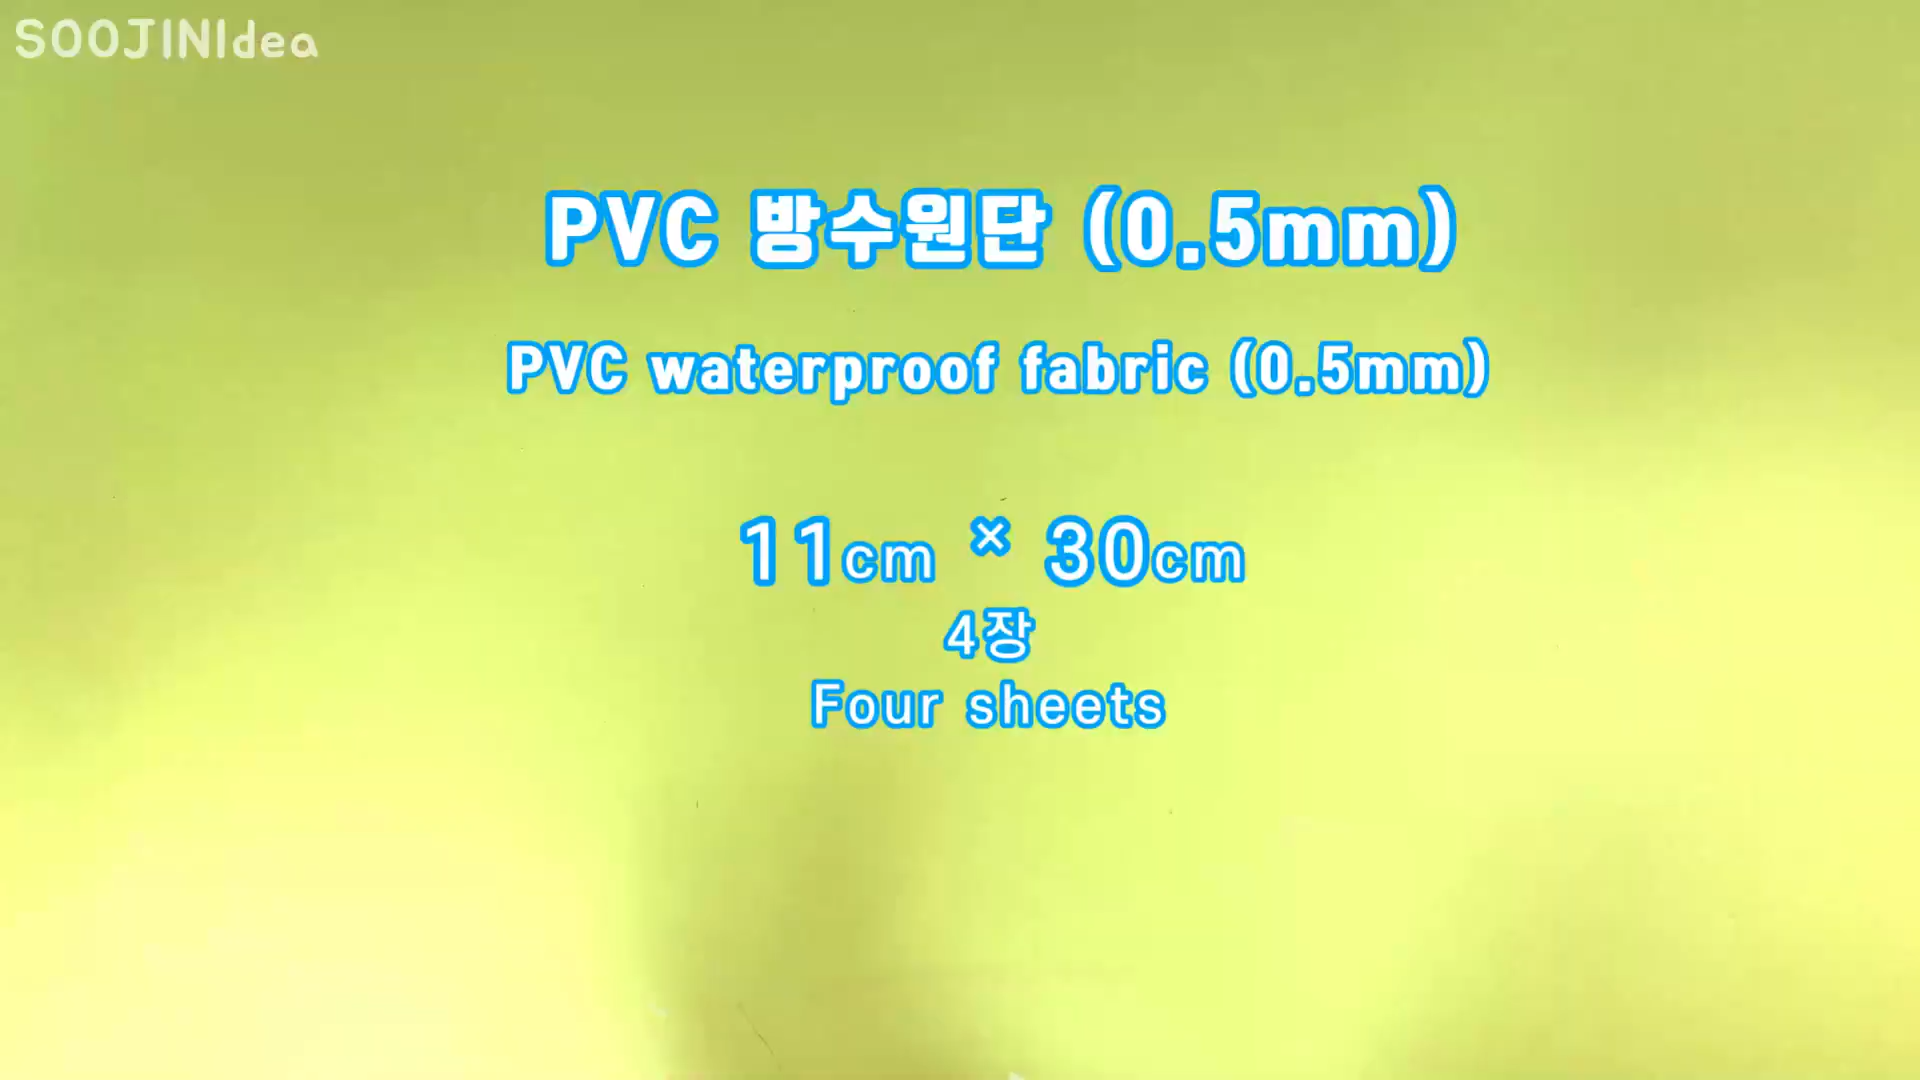 SOOJINIdea
PVC 방수원단 (0.5mm)
PVC waterproof fabric (0.5mm)
11cm × 30cm
4장
Four sheets